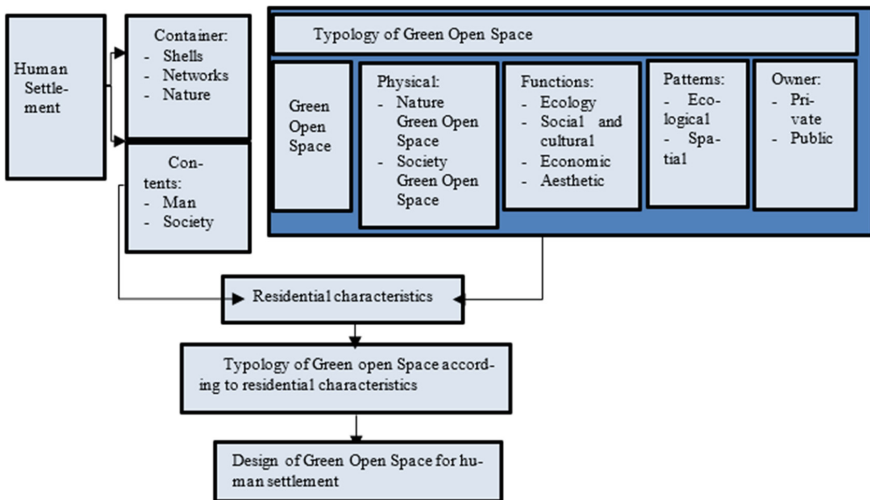 Human
Settle-
ment
Container:
- Shells
- Networks
- Nature
Con-
tents:
- Man
- Society
Typology of Green Open Space
Green
Open
Space
Physical:
- Nature
Green Open
Space
- Society
Green Open
Space
Functions:
- Ecology
- Social and
cultural
- Economic
- Aesthetic
Patterns:
- Eco-
logical
- Spa-
tial
Owner:
- Pri-
vate
- Public
Residential characteristics
Typology of Green open Space accord-
ing to residential characteristics
Design of Green Open Space for hu-
man settlement